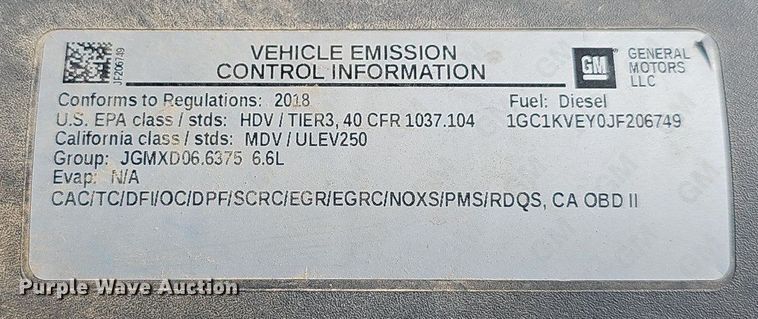 JF206749
VEHICLE EMISSION
CONTROL INFORMATION
GM
GENERAL
MOTORS
LLC
Conforms to Regulations: 2018
Fuel: Diesel
U.S. EPA class / stds: HDV / TIER3, 40 CFR 1037.104
1GC1KVEY0JF206749
California class / stds: MDV / ULEV250
Group: JGMXD06.6375 6.6L
Evap: N/A
CAC/TC/DFI/OC/DPF/SCRC/EGR/EGRC/NOXS/PMS/RDQS, CA OBD II
Purple Wave Auction